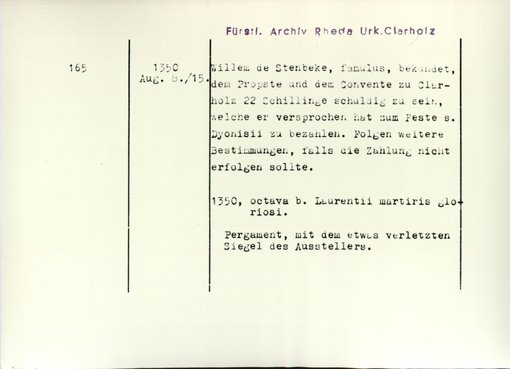 Fürstl. Archiv Rheda Urk. Clarholz
165
1350
Aug. 8./15.
Willem de Stenbeke, famulus, bekundet,
dem Propste und dem Convente zu Clar-
holz 22 Schillinge schuldig zu sein,
welche er versprochen hat zum Feste s.
Dyonisii zu bezahlen. Folgen weitere
Bestimmungen, falls die Zahlung nicht
erfolgen sollte.
1350, octava b. Laurentii martiris glo-
riosi.
Pergament, mit dem etwas verletzten
Siegel des Ausstellers.